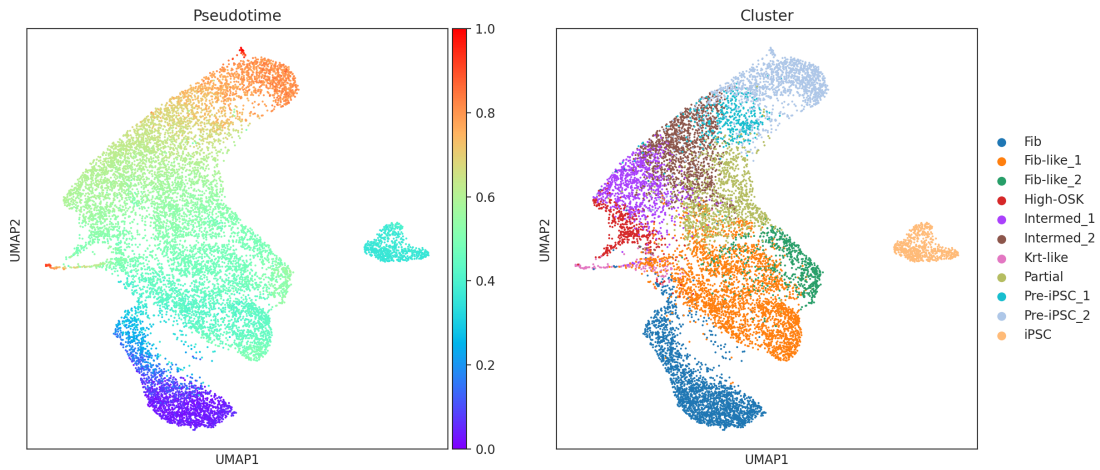 Pseudotime
UMAP2
UMAP1
1.0
0.8
0.6
0.4
0.2
0.0
Cluster
UMAP2
UMAP1
Fib
Fib-like_1
Fib-like_2
High-OSK
Intermed_1
Intermed_2
Krt-like
Partial
Pre-iPSC_1
Pre-iPSC_2
iPSC